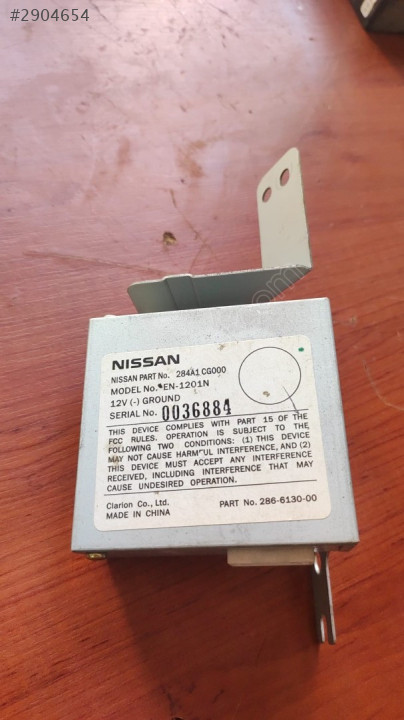 #2904654
NISSAN
NISSAN PART No. 284A1 CG000
MODEL No. EN-1201N
12V (-) GROUND
SERIAL No. 0036884
THIS DEVICE COMPLIES WITH PART 15 OF THE
FCC RULES. OPERATION IS SUBJECT TO THE
FOLLOWING TWO CONDITIONS: (1) THIS DEVICE
MAY NOT CAUSE HARMFUL INTERFERENCE, AND (2)
THIS DEVICE MUST ACCEPT ANY INTERFERENCE
RECEIVED, INCLUDING INTERFERENCE THAT MAY
CAUSE UNDESIRED OPERATION.
Clarion Co., Ltd. PART No. 286-6130-00
MADE IN CHINA